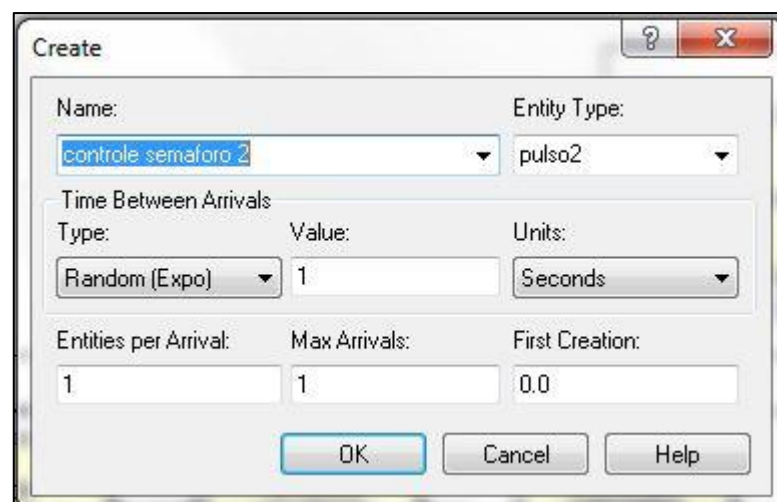 Create
Name: Entity Type:
controle semaforo 2 pulso2
Time Between Arrivals
Type: Value: Units:
Random (Expo) 1 Seconds
Entities per Arrival: Max Arrivals: First Creation:
1 1 0.0
OK Cancel Help